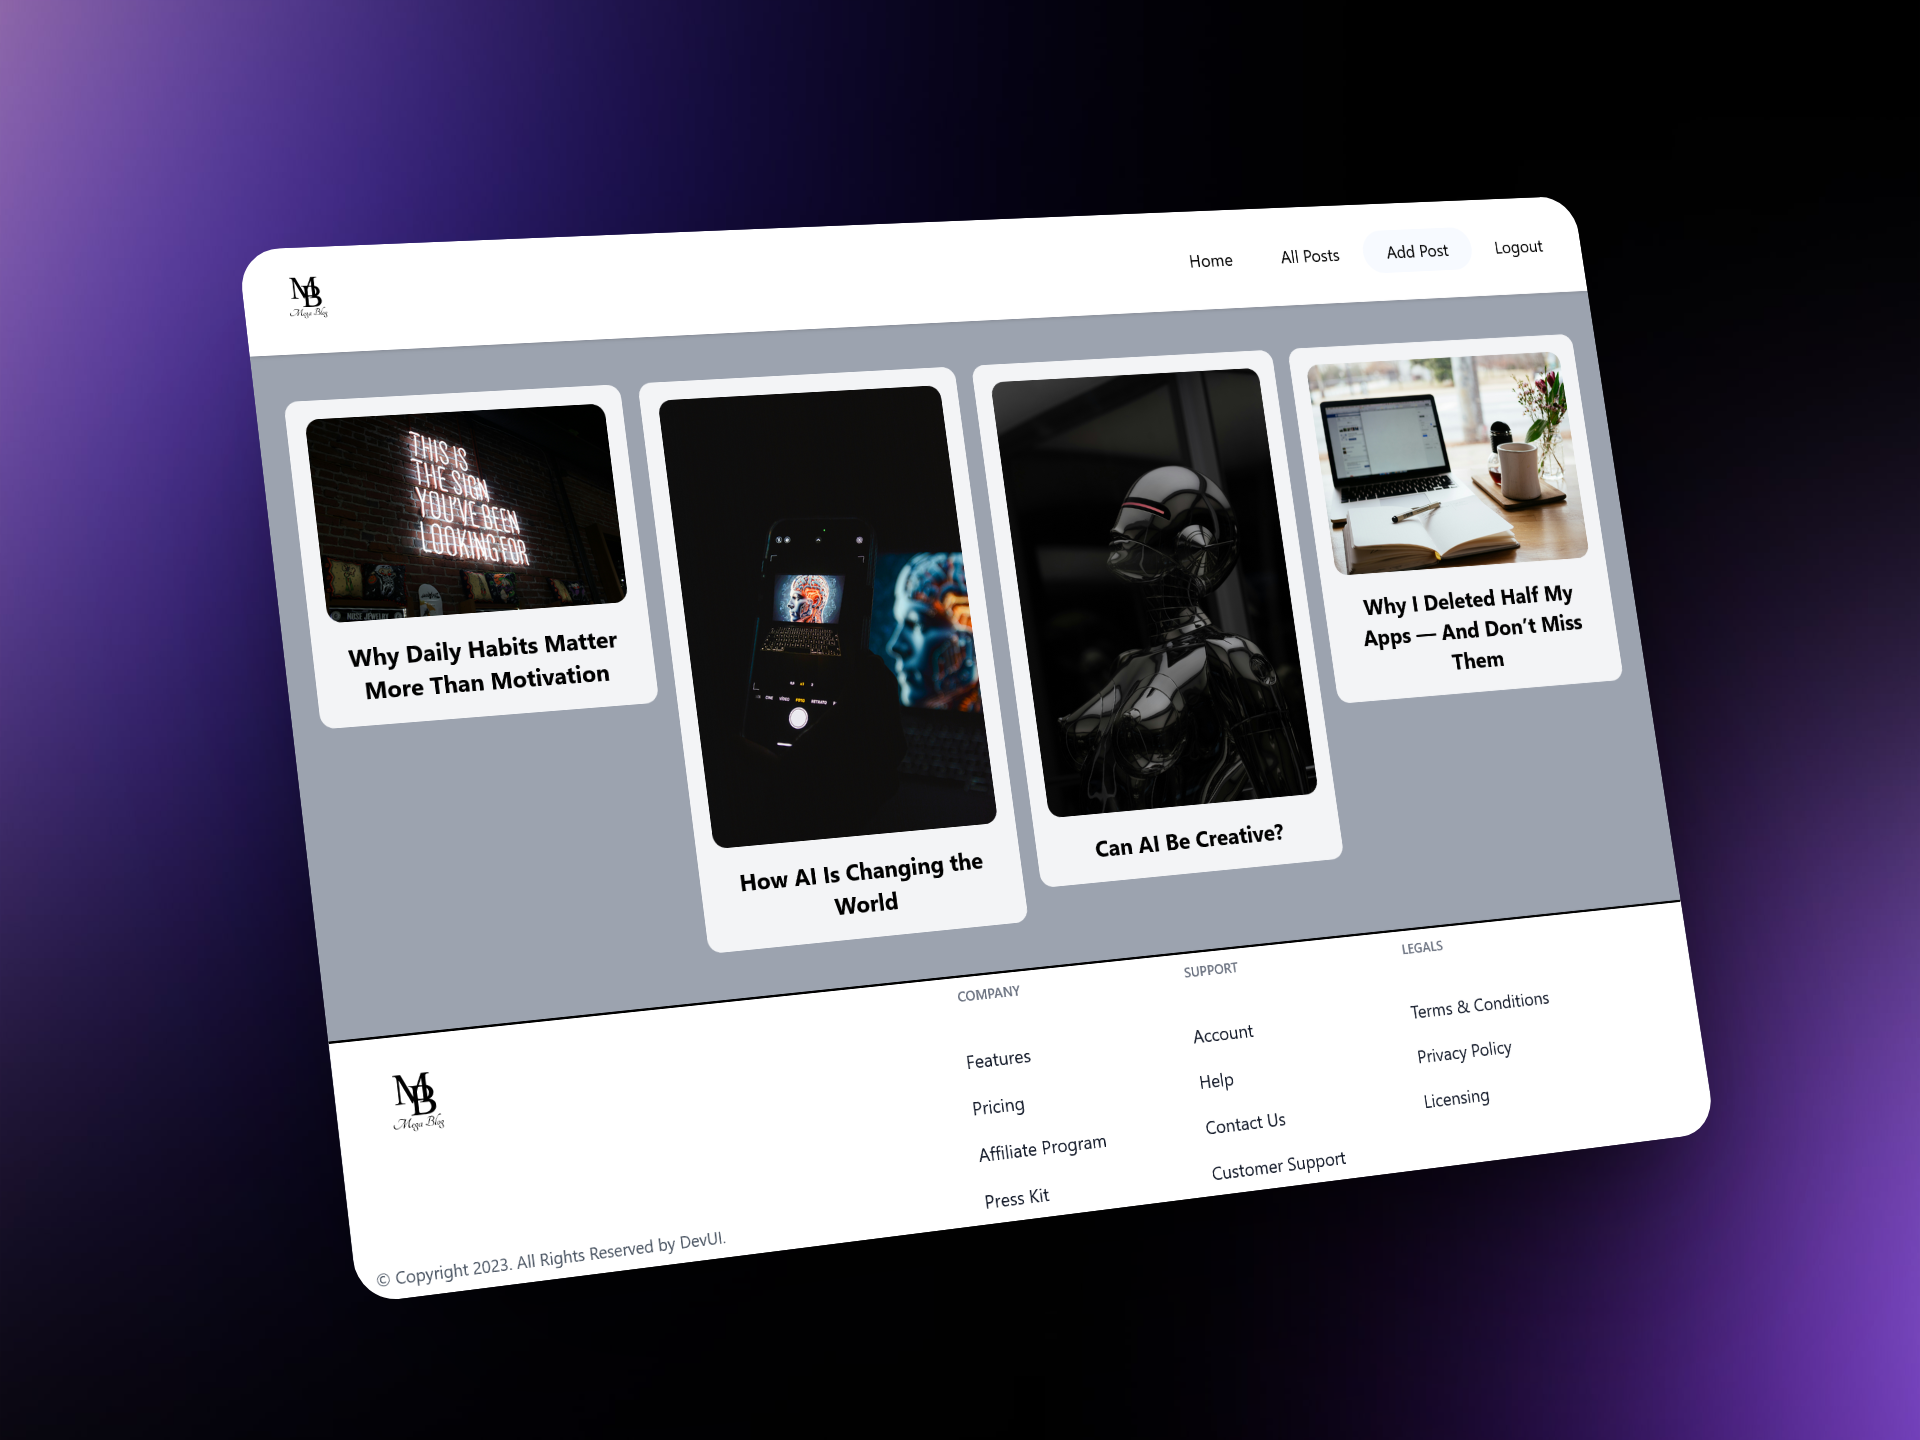 MB
Mega Blog
Home
All Posts
Add Post
Logout
THIS IS
THE SIGN
YOU'VE BEEN
LOOKING FOR
Why Daily Habits Matter
More Than Motivation
How AI Is Changing the
World
Can AI Be Creative?
Why I Deleted Half My
Apps — And Don't Miss
Them
MB
Mega Blog
COMPANY
Features
Pricing
Affiliate Program
Press Kit
SUPPORT
Account
Help
Contact Us
Customer Support
LEGALS
Terms & Conditions
Privacy Policy
Licensing
© Copyright 2023. All Rights Reserved by DevUI.